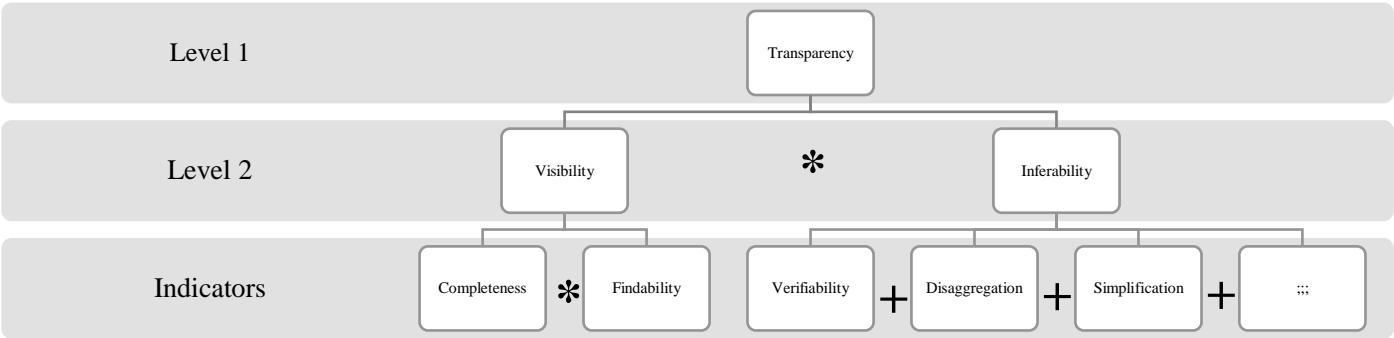 Level 1
Transparency
Level 2
Visibility
*
Inferability
Indicators
Completeness * Findability
Verifiability + Disaggregation + Simplification + ;;;